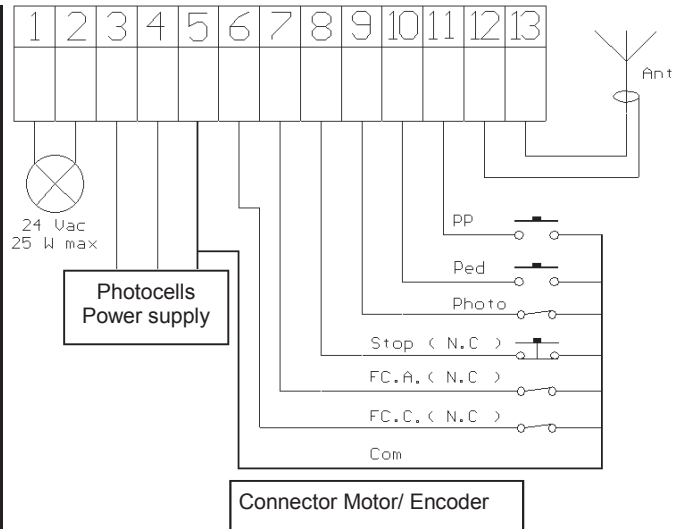 1 2 3 4 5 6 7 8 9 10 11 12 13
Ant
24 Vac
25 W max
Photocells
Power supply
PP
Ped
Photo
Stop ( N.C )
FC.A. ( N.C )
FC.C. ( N.C )
Com
Connector Motor/ Encoder